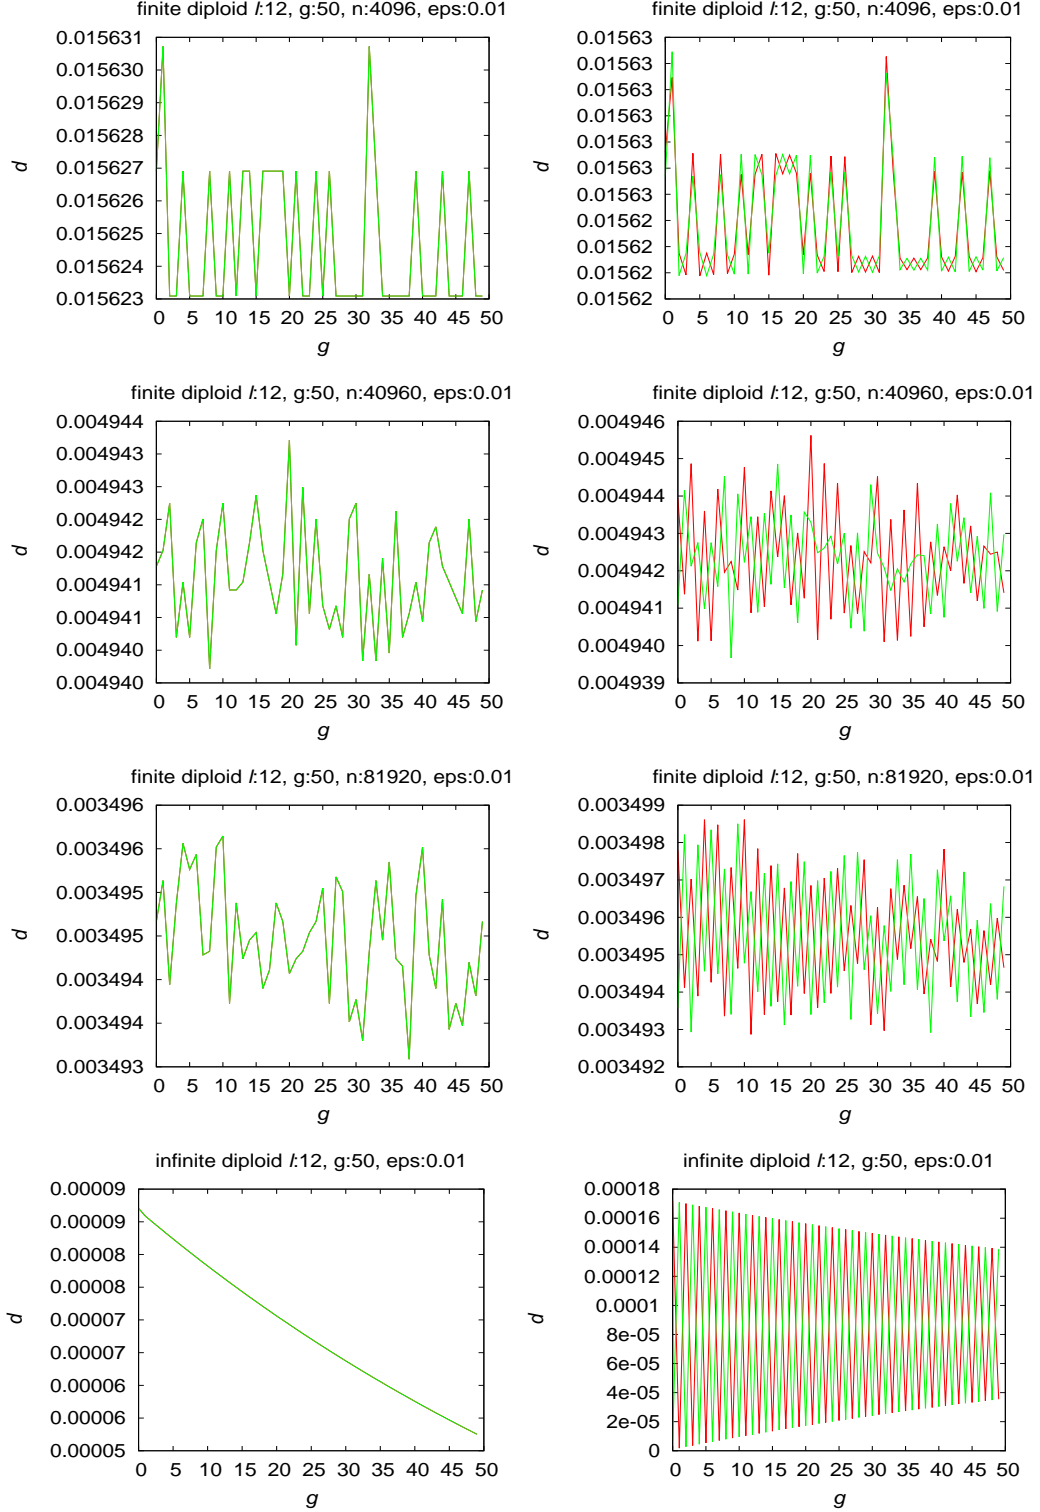 finite diploid l:12, g:50, n:4096, eps:0.01
0.015631
0.015630
0.015629
0.015628
0.015627
0.015626
0.015625
0.015624
0.015623
d
0 5 10 15 20 25 30 35 40 45 50
g
finite diploid l:12, g:50, n:4096, eps:0.01
0.01563
0.01563
0.01563
0.01563
0.01563
0.01563
0.01563
0.01562
0.01562
0.01562
0.01562
d
0 5 10 15 20 25 30 35 40 45 50
g
finite diploid l:12, g:50, n:40960, eps:0.01
0.004944
0.004943
0.004943
0.004942
0.004942
0.004941
0.004941
0.004940
0.004940
d
0 5 10 15 20 25 30 35 40 45 50
g
finite diploid l:12, g:50, n:40960, eps:0.01
0.004946
0.004945
0.004944
0.004943
0.004942
0.004941
0.004940
0.004939
d
0 5 10 15 20 25 30 35 40 45 50
g
finite diploid l:12, g:50, n:81920, eps:0.01
0.003496
0.003496
0.003495
0.003495
0.003494
0.003494
0.003493
d
0 5 10 15 20 25 30 35 40 45 50
g
finite diploid l:12, g:50, n:81920, eps:0.01
0.003499
0.003498
0.003497
0.003496
0.003495
0.003494
0.003493
0.003492
d
0 5 10 15 20 25 30 35 40 45 50
g
infinite diploid l:12, g:50, eps:0.01
0.00009
0.00008
0.00008
0.00007
0.00007
0.00006
0.00006
0.00005
d
0 5 10 15 20 25 30 35 40 45 50
g
infinite diploid l:12, g:50, eps:0.01
0.00018
0.00016
0.00014
0.00012
0.0001
8e-05
6e-05
4e-05
2e-05
0
d
0 5 10 15 20 25 30 35 40 45 50
g